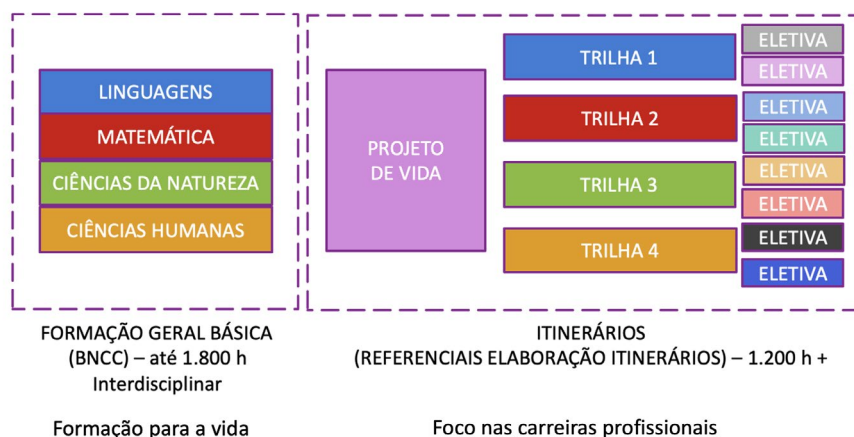 LINGUAGENS
MATEMÁTICA
CIÊNCIAS DA NATUREZA
CIÊNCIAS HUMANAS
FORMAÇÃO GERAL BÁSICA
(BNCC) – até 1.800 h
Interdisciplinar
Formação para a vida
PROJETO
DE VIDA
TRILHA 1
TRILHA 2
TRILHA 3
TRILHA 4
ELETIVA
ELETIVA
ELETIVA
ELETIVA
ELETIVA
ELETIVA
ELETIVA
ELETIVA
ITINERÁRIOS
(REFERENCIAIS ELABORAÇÃO ITINERÁRIOS) – 1.200 h +
Foco nas carreiras profissionais